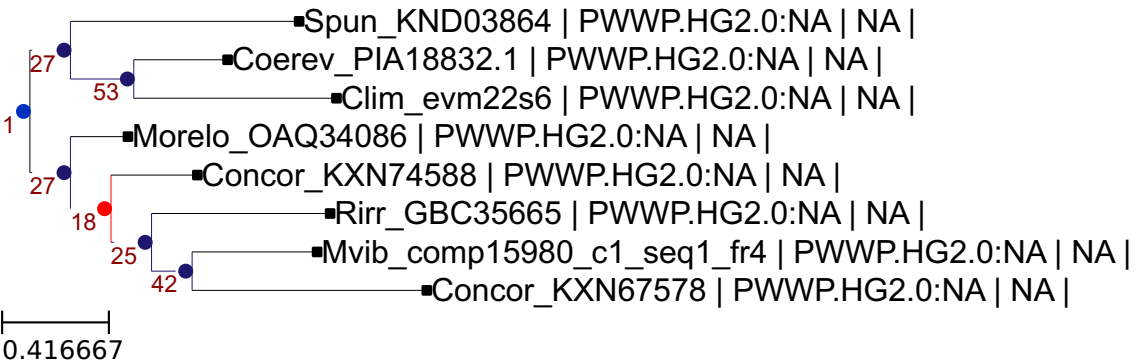 Spun_KND03864 | PWWP.HG2.0:NA | NA |
27
Coerev_PIA18832.1 | PWWP.HG2.0:NA | NA |
53
Clim_evm22s6 | PWWP.HG2.0:NA | NA |
1
Morelo_OAQ34086 | PWWP.HG2.0:NA | NA |
27
Concor_KXN74588 | PWWP.HG2.0:NA | NA |
18
Rirr_GBC35665 | PWWP.HG2.0:NA | NA |
25
Mvib_comp15980_c1_seq1_fr4 | PWWP.HG2.0:NA | NA |
42
Concor_KXN67578 | PWWP.HG2.0:NA | NA |
0.416667